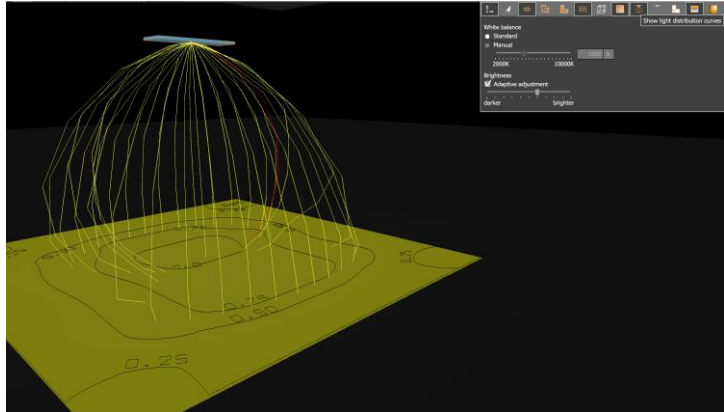 Show light distribution curves
White balance
Standard
Manual
5000 K
2000K 10000K
Brightness
Adaptive adjustment
darker brighter
0.75
0.50
0.25